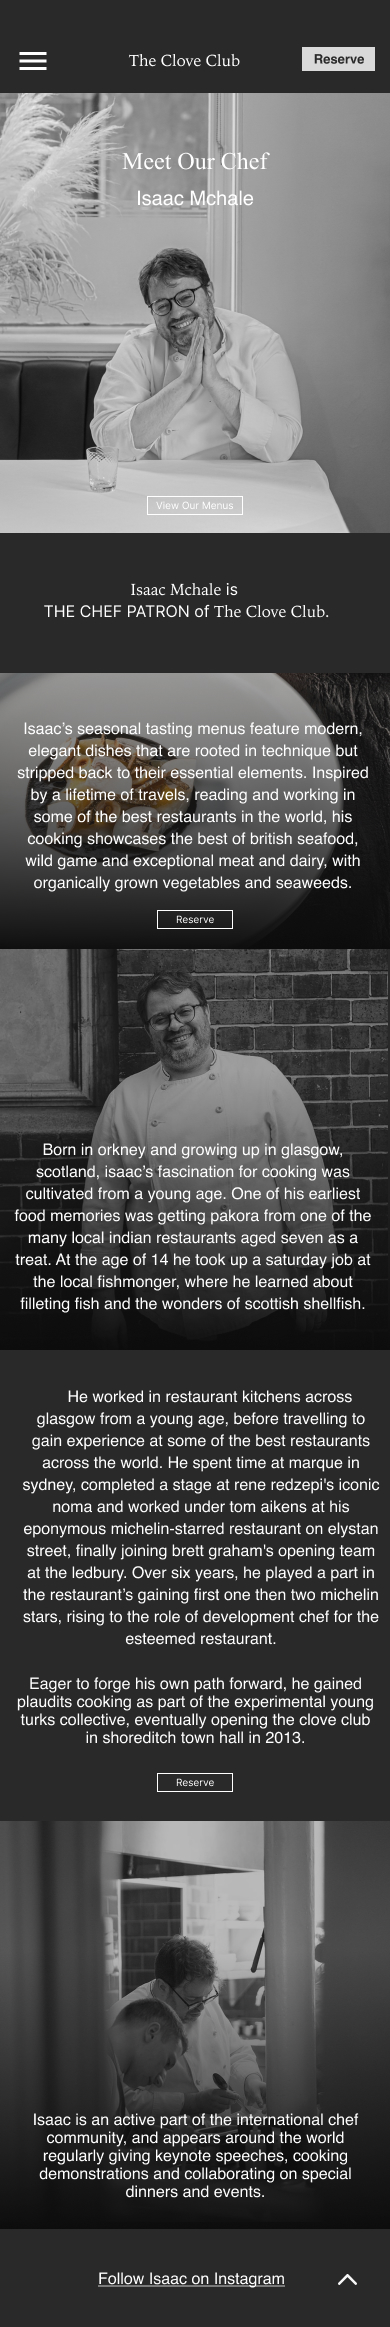 The Clove Club
Reserve
Meet Our Chef
Isaac Mchale
View Our Menus
Isaac Mchale is
THE CHEF PATRON of The Clove Club.
Isaac's seasonal tasting menus feature modern,
elegant dishes that are rooted in technique but
stripped back to their essential elements. Inspired
by a lifetime of travels, reading and working in
some of the best restaurants in the world, his
cooking showcases the best of british seafood,
wild game and exceptional meat and dairy, with
organically grown vegetables and seaweeds.
Reserve
Born in orkney and growing up in glasgow,
scotland, isaac's fascination for cooking was
cultivated from a young age. One of his earliest
food memories was getting pakora from one of the
many local indian restaurants aged seven as a
treat. At the age of 14 he took up a saturday job at
the local fishmonger, where he learned about
filleting fish and the wonders of scottish shellfish.
He worked in restaurant kitchens across
glasgow from a young age, before travelling to
gain experience at some of the best restaurants
across the world. He spent time at marque in
sydney, completed a stage at rene redzepi's iconic
noma and worked under tom aikens at his
eponymous michelin-starred restaurant on elystan
street, finally joining brett graham's opening team
at the ledbury. Over six years, he played a part in
the restaurant's gaining first one then two michelin
stars, rising to the role of development chef for the
esteemed restaurant.
Eager to forge his own path forward, he gained
plaudits cooking as part of the experimental young
turks collective, eventually opening the clove club
in shoreditch town hall in 2013.
Reserve
Isaac is an active part of the international chef
community, and appears around the world
regularly giving keynote speeches, cooking
demonstrations and collaborating on special
dinners and events.
Follow Isaac on Instagram